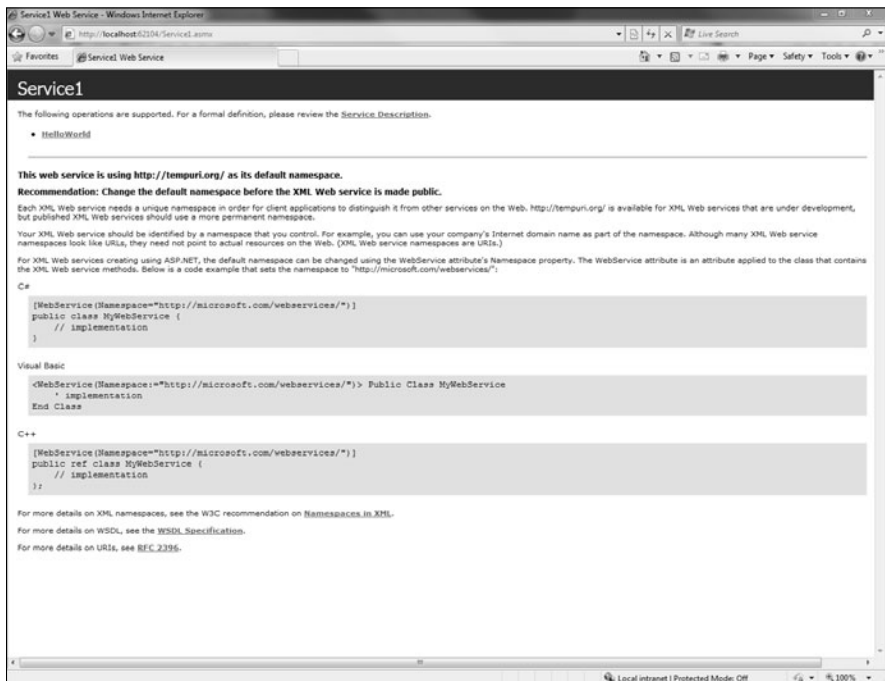 Service1 Web Service - Windows Internet Explorer
http://localhost:62104/Service1.asmx
Live Search
Favorites
Service1 Web Service
Page
Safety
Tools
Service1
The following operations are supported. For a formal definition, please review the Service Description.
• HelloWorld
This web service is using http://tempuri.org/ as its default namespace.
Recommendation: Change the default namespace before the XML Web service is made public.
Each XML Web service needs a unique namespace in order for client applications to distinguish it from other services on the Web. http://tempuri.org/ is available for XML Web services that are under development,
but published XML Web services should use a more permanent namespace.
Your XML Web service should be identified by a namespace that you control. For example, you can use your company's Internet domain name as part of the namespace. Although many XML Web service
namespaces look like URLs, they need not point to actual resources on the Web. (XML Web service namespaces are URIs.)
For XML Web services creating using ASP.NET, the default namespace can be changed using the WebService attribute's Namespace property. The WebService attribute is an attribute applied to the class that contains
the XML Web service methods. Below is a code example that sets the namespace to "http://microsoft.com/webservices/":
C#
[WebService(Namespace="http://microsoft.com/webservices/")]
public class MyWebService {
// implementation
}
Visual Basic
<WebService(Namespace:="http://microsoft.com/webservices/")> Public Class MyWebService
' implementation
End Class
C++
[WebService(Namespace="http://microsoft.com/webservices/")]
public ref class MyWebService {
// implementation
};
For more details on XML namespaces, see the W3C recommendation on Namespaces in XML.
For more details on WSDL, see the WSDL Specification.
For more details on URIs, see RFC 2396.
Local intranet | Protected Mode: Off
100%